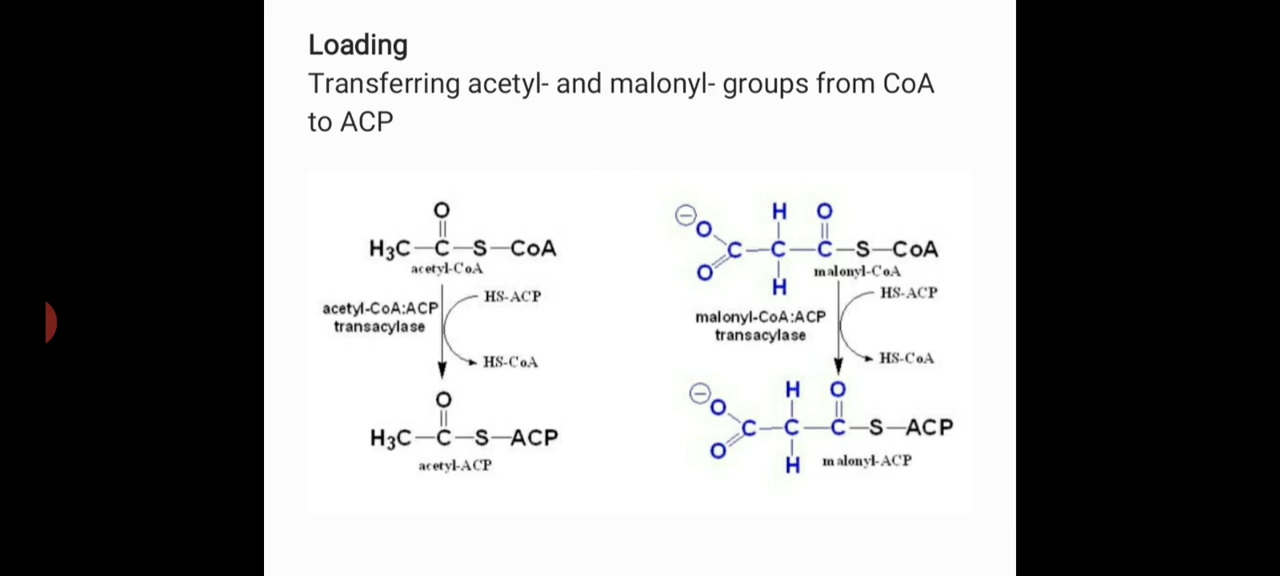 Loading
Transferring acetyl- and malonyl- groups from CoA
to ACP
O
H3C—C—S—CoA
acetyl-CoA
acetyl-CoA:ACP
transacylase
HS-ACP
HS-CoA
O
H3C—C—S—ACP
acetyl-ACP
⊖ O H O
C—C—C—S—CoA
O H
malonyl-CoA
malonyl-CoA:ACP
transacylase
HS-ACP
HS-CoA
⊖ O H O
C—C—C—S—ACP
O H
malonyl-ACP